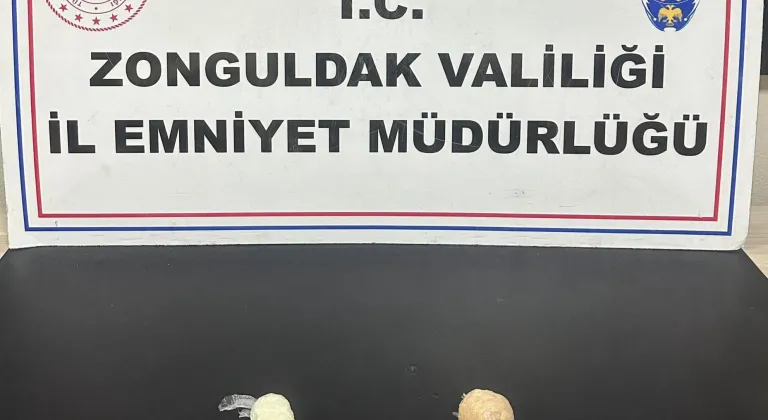 T.C.
ZONGULDAK VALİLİĞİ
İL EMNİYET MÜDÜRLÜĞÜ